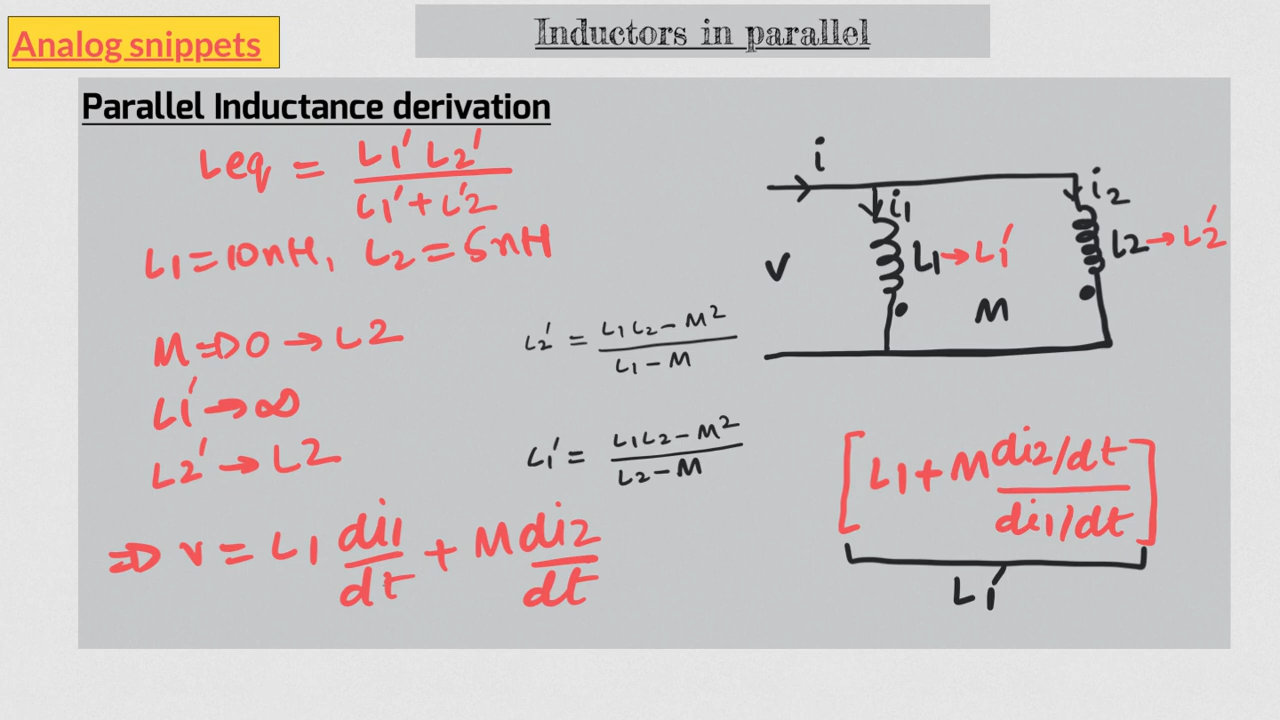 Analog snippets
Inductors in parallel
Parallel Inductance derivation
Leq = L1' L2' / L1' + L2'
L1 = 10nH, L2 = 5nH
M => 0 → L2
L1' → ∞
L2' → L2
=> v = L1 di1/dt + M di2/dt
L2' = L1L2 - M² / L1 - M
L1' = L1L2 - M² / L2 - M
i
i1
i2
V
L1 → L1'
M
L2 → L2'
[L1 + M di2/dt / di1/dt]
L1'